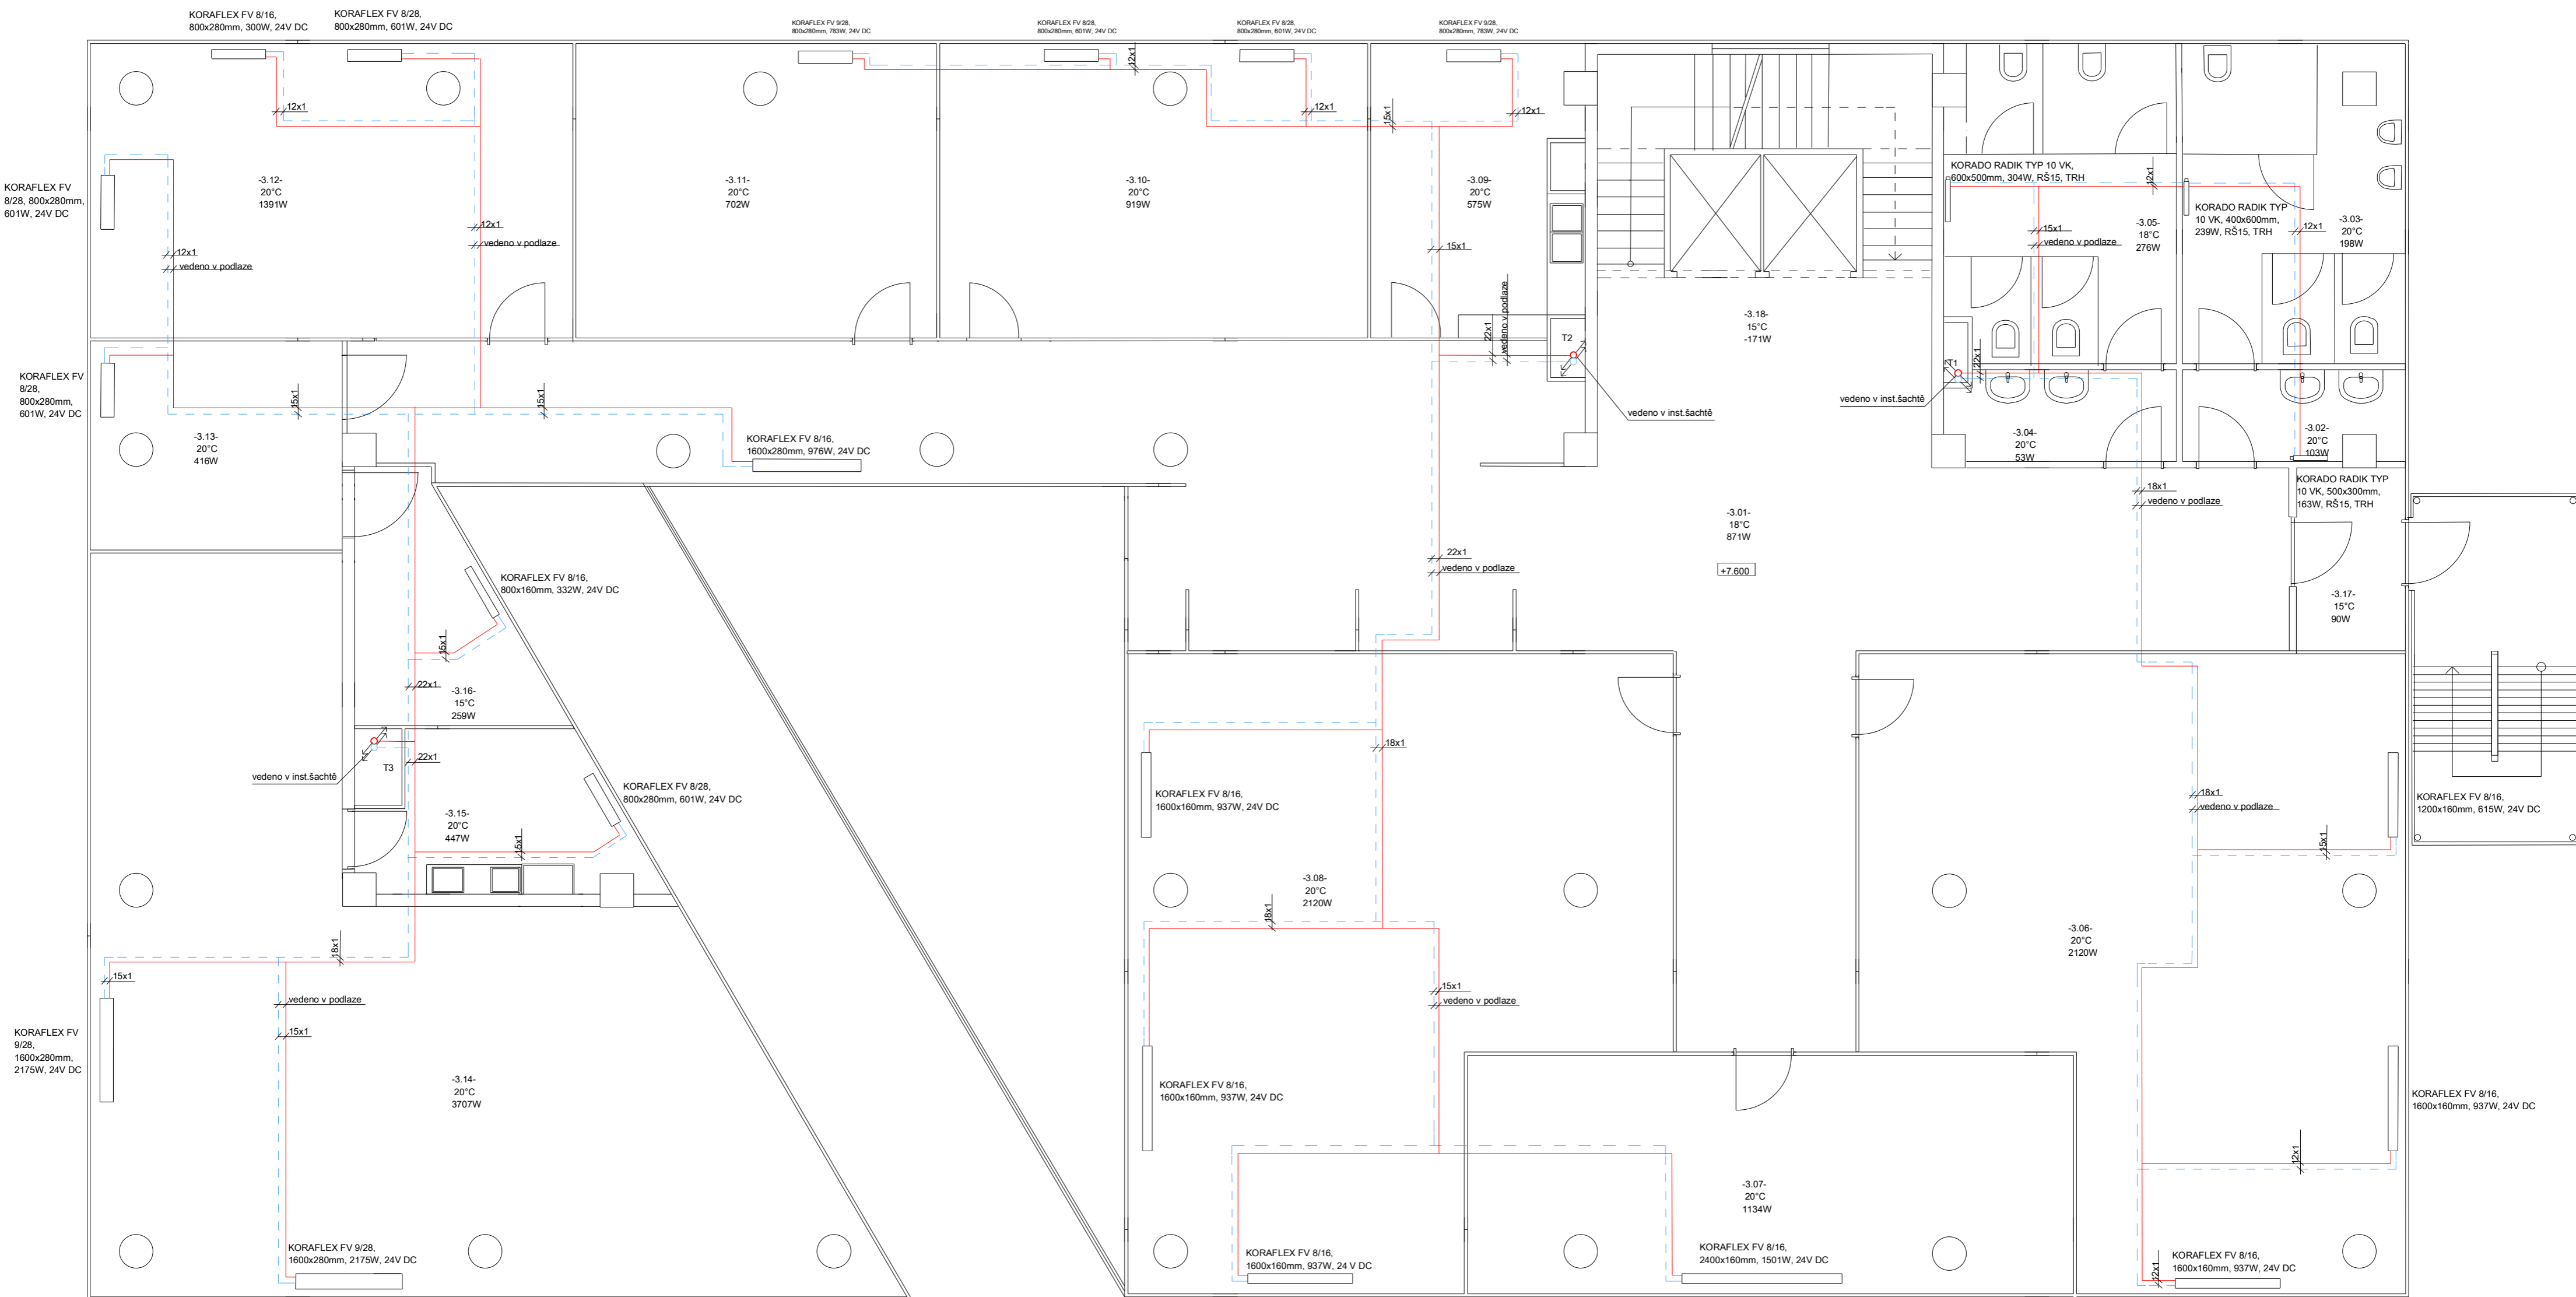 KORAFLEX FV 8/16,
800x280mm, 300W, 24V DC
KORAFLEX FV 8/28,
800x280mm, 601W, 24V DC
KORAFLEX FV 9/28,
800x280mm, 783W, 24V DC
KORAFLEX FV 8/28,
800x280mm, 601W, 24V DC
KORAFLEX FV 8/28,
800x280mm, 601W, 24V DC
KORAFLEX FV 9/28,
800x280mm, 783W, 24V DC
12x1
12x1
12x1
15x1
12x1
KORAFLEX FV
8/28, 800x280mm,
601W, 24V DC
-3.12-
20°C
1391W
-3.11-
20°C
702W
-3.10-
20°C
919W
-3.09-
20°C
575W
KORADO RADIK TYP 10 VK,
600x500mm, 304W, RŠ15, TRH
12x1
KORADO RADIK TYP
10 VK, 400x600mm,
239W, RŠ15, TRH
-3.05-
18°C
276W
-3.03-
20°C
198W
12x1
vedeno v podlaze
12x1
vedeno v podlaze
15x1
15x1
vedeno v podlaze
12x1
22x1
vedeno v podlaze
T2
-3.18-
15°C
-171W
T1
22x1
vedeno v inst.šachtě
vedeno v inst.šachtě
KORAFLEX FV
8/28,
800x280mm,
601W, 24V DC
15x1
15x1
-3.13-
20°C
416W
KORAFLEX FV 8/16,
1600x280mm, 976W, 24V DC
-3.04-
20°C
53W
-3.02-
20°C
103W
KORADO RADIK TYP
10 VK, 500x300mm,
163W, RŠ15, TRH
18x1
vedeno v podlaze
-3.01-
18°C
871W
+7.600
22x1
vedeno v podlaze
KORAFLEX FV 8/16,
800x160mm, 332W, 24V DC
15x1
-3.17-
15°C
90W
22x1
-3.16-
15°C
259W
22x1
T3
vedeno v inst.šachtě
KORAFLEX FV 8/28,
800x280mm, 601W, 24V DC
-3.15-
20°C
447W
15x1
18x1
KORAFLEX FV 8/16,
1600x160mm, 937W, 24V DC
18x1
vedeno v podlaze
KORAFLEX FV 8/16,
1200x160mm, 615W, 24V DC
15x1
-3.08-
20°C
2120W
18x1
-3.06-
20°C
2120W
18x1
15x1
vedeno v podlaze
15x1
15x1
vedeno v podlaze
KORAFLEX FV
9/28,
1600x280mm,
2175W, 24V DC
-3.14-
20°C
3707W
KORAFLEX FV 8/16,
1600x160mm, 937W, 24V DC
KORAFLEX FV 8/16,
1600x160mm, 937W, 24V DC
12x1
-3.07-
20°C
1134W
KORAFLEX FV 9/28,
1600x280mm, 2175W, 24V DC
KORAFLEX FV 8/16,
1600x160mm, 937W, 24 V DC
KORAFLEX FV 8/16,
2400x160mm, 1501W, 24V DC
12x1
KORAFLEX FV 8/16,
1600x160mm, 937W, 24V DC